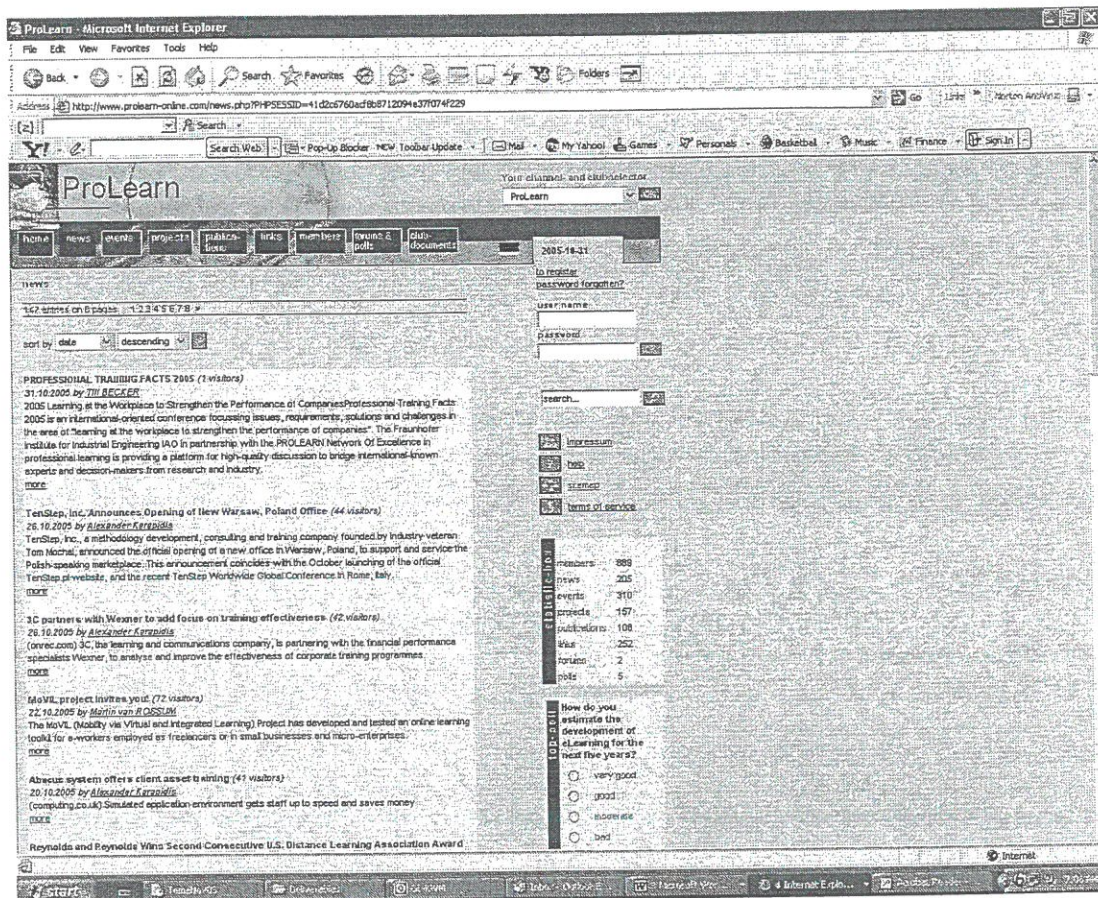 ProLearn - Microsoft Internet Explorer
File Edit View Favorites Tools Help
Back Search Favorites Folders
Address http://www.prolearn-online.com/news.php?PHPSESSID=41d2c6760acf8b8712094e37f074f229 Go Links Norton AntiVirus
Search
Y! Search Web Pop-Up Blocker NEW Toolbar Update Mail My Yahoo! Games Personals Basketball Music Finance Sign In
Your channel- and clubselector
ProLearn
ProLearn
home news events projects publica-tions links members forums & polls club-documents
2005-10-31
to register
password forgotten?
news
147 entries on 8 pages 1 2 3 4 5 6 7 8 »
user name
password
sort by date descending
search...
PROFESSIONAL TRAINING FACTS 2005 (1 visitors)
31.10.2005 by Till BECKER
2005 Learning at the Workplace to Strengthen the Performance of CompaniesProfessional Training Facts
2005 is an international-oriented conference focussing issues, requirements, solutions and challenges in
the area of "learning at the workplace to strengthen the performance of companies". The Fraunhofer
Institute for Industrial Engineering IAO in partnership with the PROLEARN Network Of Excellence in
professional learning is providing a platform for high-quality discussion to bridge international-known
experts and decision-makers from research and industry.
more
impressum
help
sitemap
terms of service
TenStep, Inc. Announces Opening of New Warsaw, Poland Office (44 visitors)
26.10.2005 by Alexander Karapidis
TenStep, Inc., a methodology development, consulting and training company founded by industry veteran
Tom Mochal, announced the official opening of a new office in Warsaw, Poland, to support and service the
Polish-speaking marketplace. This announcement coincides with the October launching of the official
TenStep.pl website, and the recent TenStep Worldwide Global Conference in Rome, Italy.
more
3C partners with Wexner to add focus on training effectiveness (42 visitors)
26.10.2005 by Alexander Karapidis
(onrec.com) 3C, the learning and communications company, is partnering with the financial performance
specialists Wexner, to analyse and improve the effectiveness of corporate training programmes.
more
MoVIL project invites you! (72 visitors)
22.10.2005 by Martin van ROSSUM
The MoVIL (Mobility via Virtual and Integrated Learning) Project has developed and tested an online learning
toolkit for e-workers employed as freelancers or in small businesses and micro-enterprises.
more
Abacus system offers client asset training (41 visitors)
20.10.2005 by Alexander Karapidis
(computing.co.uk) Simulated application environment gets staff up to speed and saves money
more
Reynolds and Reynolds Wins Second Consecutive U.S. Distance Learning Association Award
statistic-box
members 889
news 205
events 310
projects 157
publications 108
links 252
forums 2
polls 5
top-poll
How do you
estimate the
development of
eLearning for the
next five years?
very good
good
moderate
bad
Internet
start Deliverables Inbox - Outlook E... Microsoft Wor... 4 Internet Explo...